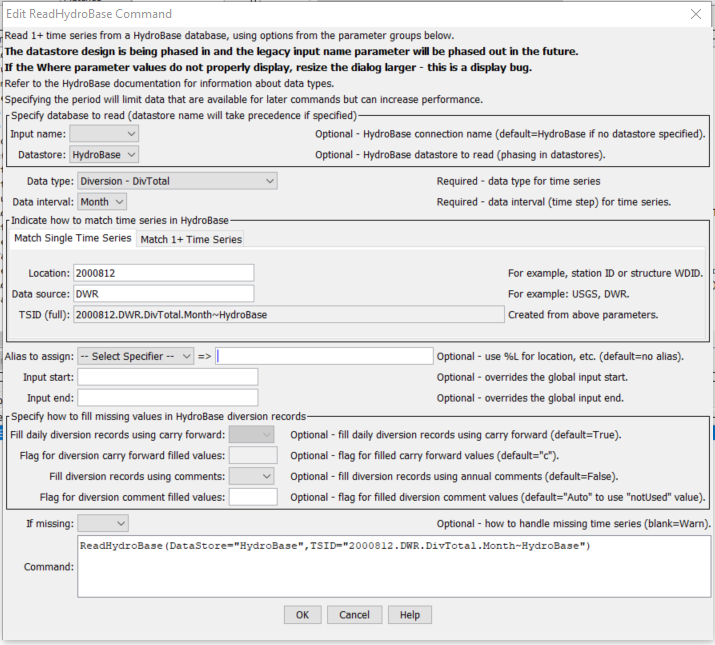 Edit ReadHydroBase Command
Read 1+ time series from a HydroBase database, using options from the parameter groups below.
The datastore design is being phased in and the legacy input name parameter will be phased out in the future.
If the Where parameter values do not properly display, resize the dialog larger - this is a display bug.
Refer to the HydroBase documentation for information about data types.
Specifying the period will limit data that are available for later commands but can increase performance.
Specify database to read (datastore name will take precedence if specified)
Input name: Optional - HydroBase connection name (default=HydroBase if no datastore specified).
Datastore: HydroBase Optional - HydroBase datastore to read (phasing in datastores).
Data type: Diversion - DivTotal Required - data type for time series
Data interval: Month Required - data interval (time step) for time series.
Indicate how to match time series in HydroBase
Match Single Time Series Match 1+ Time Series
Location: 2000812 For example, station ID or structure WDID.
Data source: DWR For example: USGS, DWR.
TSID (full): 2000812.DWR.DivTotal.Month~HydroBase Created from above parameters.
Alias to assign: -- Select Specifier -- => Optional - use %L for location, etc. (default=no alias).
Input start: Optional - overrides the global input start.
Input end: Optional - overrides the global input end.
Specify how to fill missing values in HydroBase diversion records
Fill daily diversion records using carry forward: Optional - fill daily diversion records using carry forward (default=True).
Flag for diversion carry forward filled values: Optional - flag for filled carry forward values (default="c").
Fill diversion records using comments: Optional - fill diversion records using annual comments (default=False).
Flag for diversion comment filled values: Optional - flag for filled diversion comment values (default="Auto" to use "notUsed" value).
If missing: Optional - how to handle missing time series (blank=Warn).
Command: ReadHydroBase(DataStore="HydroBase",TSID="2000812.DWR.DivTotal.Month~HydroBase")
OK Cancel Help